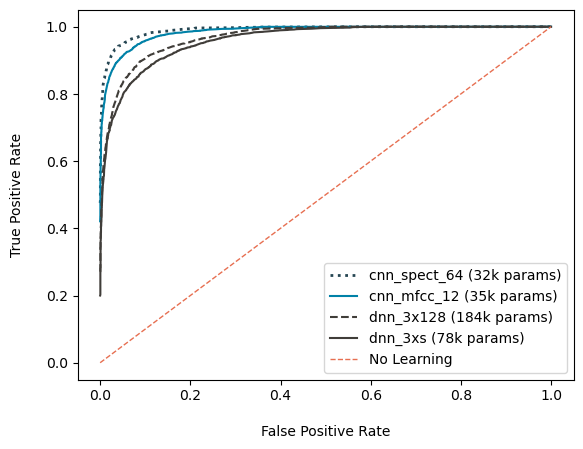 1.0
0.8
0.6
0.4
0.2
0.0
True Positive Rate
cnn_spect_64 (32k params)
cnn_mfcc_12 (35k params)
dnn_3x128 (184k params)
dnn_3xs (78k params)
No Learning
0.0 0.2 0.4 0.6 0.8 1.0
False Positive Rate